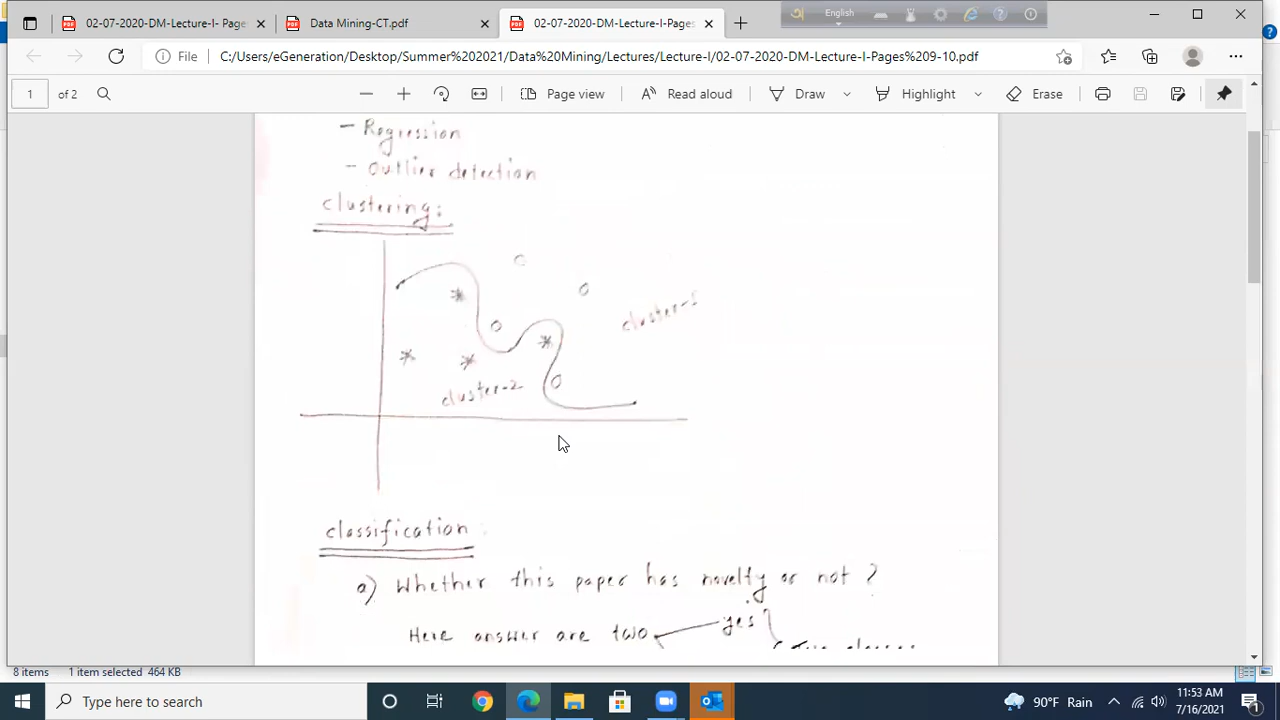 02-07-2020-DM-Lecture-I- Page
Data Mining-CT.pdf
02-07-2020-DM-Lecture-I-Pages
English
File
C:/Users/eGeneration/Desktop/Summer%202021/Data%20Mining/Lectures/Lecture-I/02-07-2020-DM-Lecture-I-Pages%209-10.pdf
1 of 2
Page view
Read aloud
Draw
Highlight
Erase
- Regression
- Outlier detection
clustering:
cluster-1
cluster-2
classification:
a) Whether this paper has novelty or not ?
Here answer are two yes
8 items 1 item selected 464 KB
Type here to search
90°F Rain
11:53 AM
7/16/2021